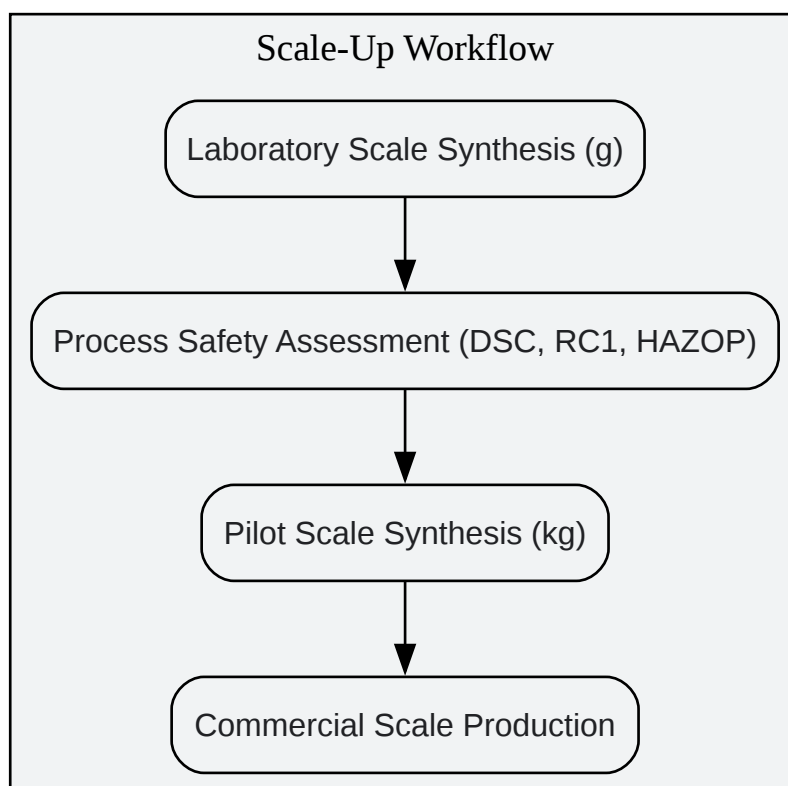 Scale-Up Workflow
Laboratory Scale Synthesis (g)
Process Safety Assessment (DSC, RC1, HAZOP)
Pilot Scale Synthesis (kg)
Commercial Scale Production